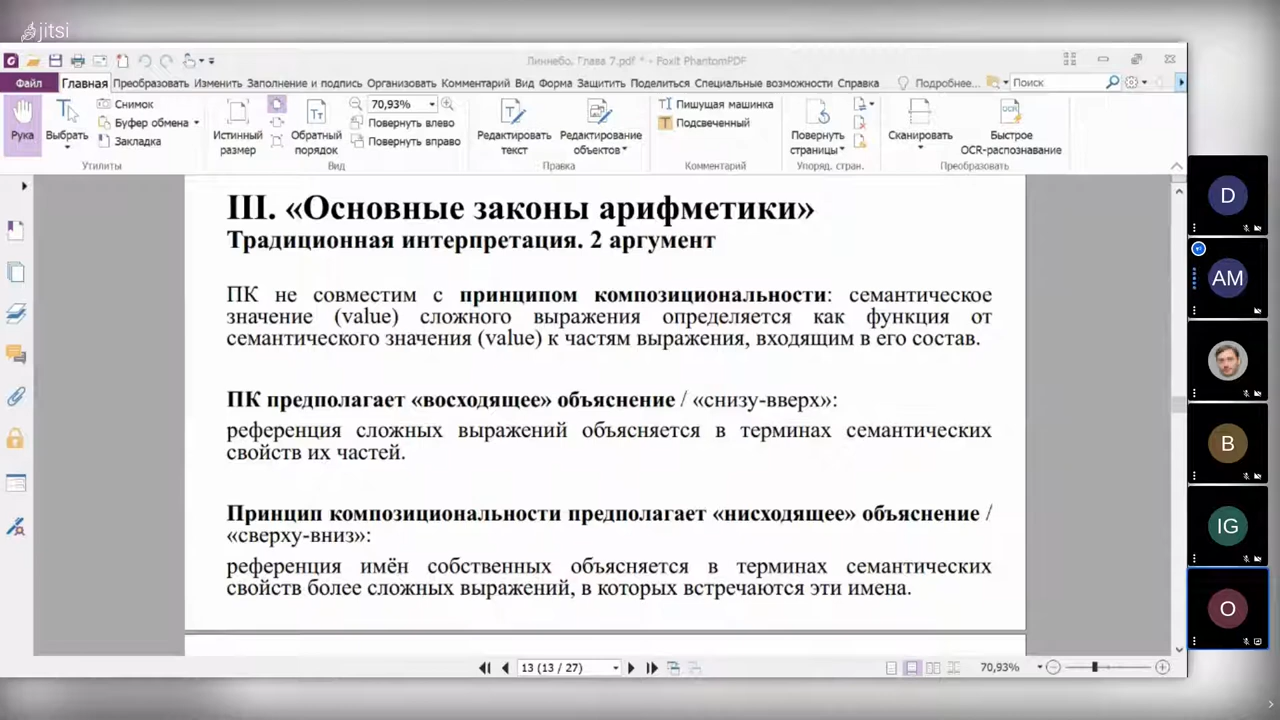 jitsi
Линнебо. Глава 7.pdf * - Foxit PhantomPDF
Файл Главная Преобразовать Изменить Заполнение и подпись Organizovать Комментарий Вид Форма Защитить Поделиться Специальные возможности Справка Подробнее... Поиск
Рука
Выбрать
Снимок
Буфер обмена
Закладка
Утилиты
Истинный размер
Обратный порядок
70,93%
Повернуть влево
Повернуть вправо
Вид
Редактировать текст
Редактирование объектов
Правка
Пишущая машинка
Подсвеченный
Комментарий
Повернуть страницы
Упоряд. стран.
Сканировать
Быстрое OCR-распознавание
Преобразовать
III. «Основные законы арифметики»
Традиционная интерпретация. 2 аргумент
ПК не совместим с принципом композициональности: семантическое
значение (value) сложного выражения определяется как функция от
семантического значения (value) к частям выражения, входящим в его состав.
ПК предполагает «восходящее» объяснение / «снизу-вверх»:
референция сложных выражений объясняется в терминах семантических
свойств их частей.
Принцип композициональности предполагает «нисходящее» объяснение /
«сверху-вниз»:
референция имён собственных объясняется в терминах семантических
свойств более сложных выражений, в которых встречаются эти имена.
13 (13 / 27)
70,93%
D
AM
B
IG
O